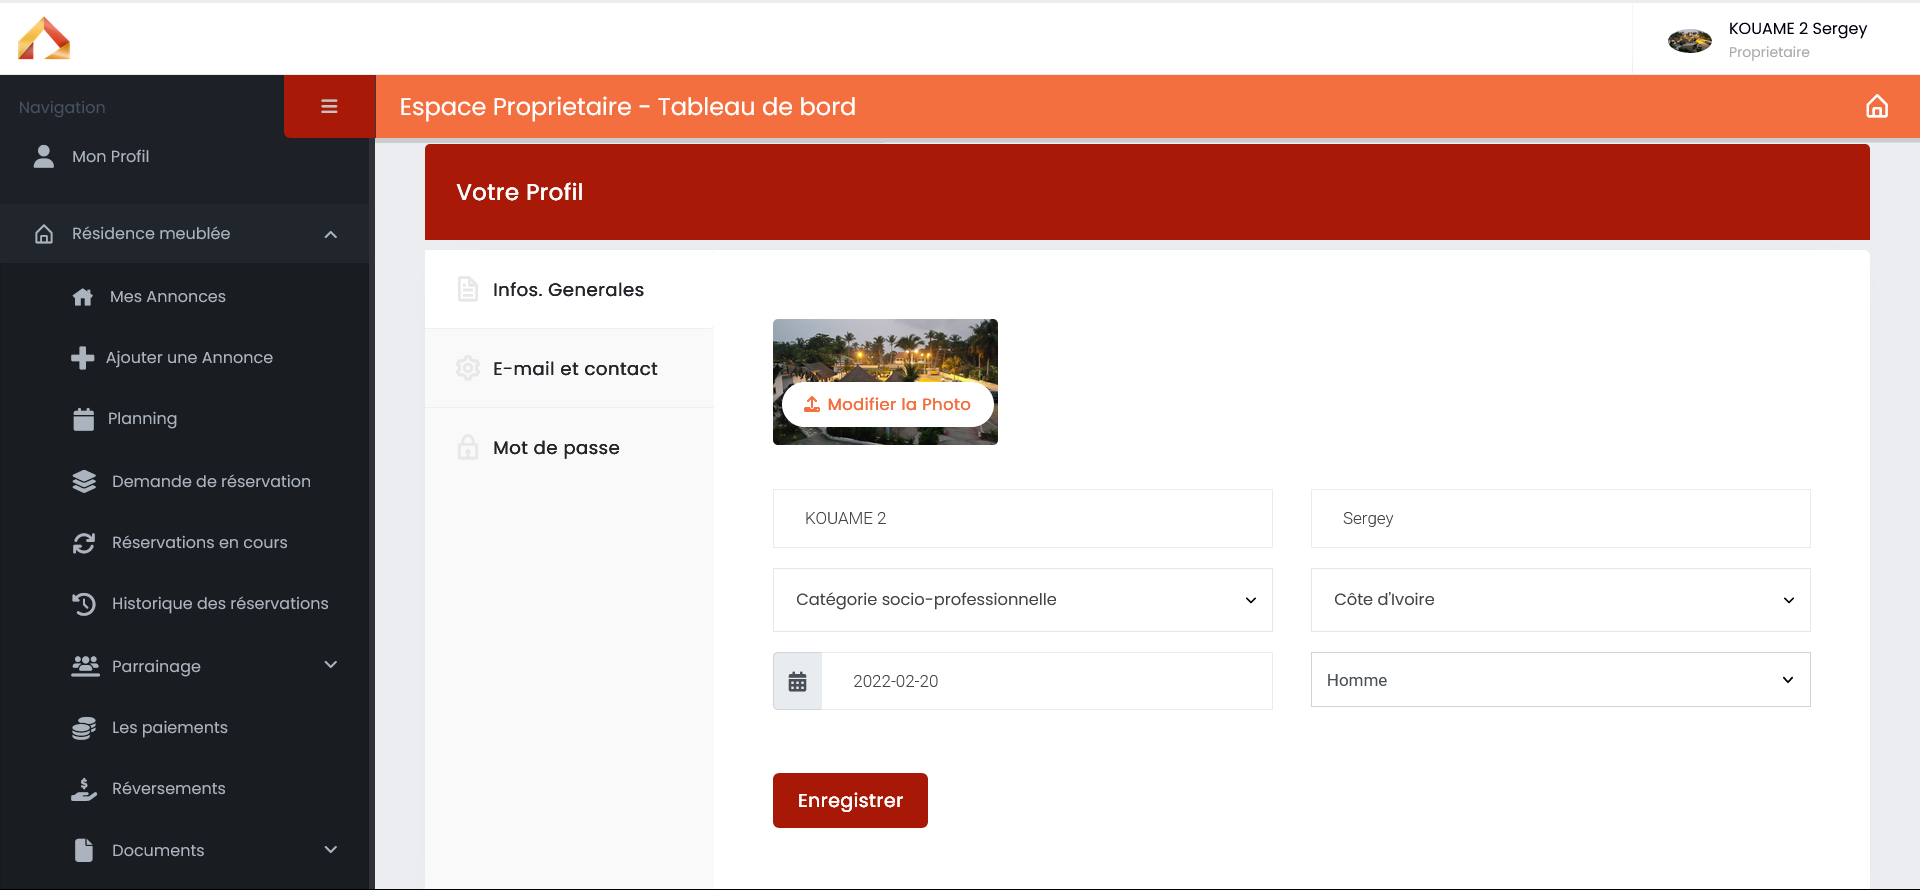 KOUAME 2 Sergey
Proprietaire
Navigation
Espace Proprietaire - Tableau de bord
Mon Profil
Votre Profil
Résidence meublée
Mes Annonces
Ajouter une Annonce
Planning
Demande de réservation
Réservations en cours
Historique des réservations
Parrainage
Les paiements
Réversements
Documents
Infos. Generales
E-mail et contact
Mot de passe
Modifier la Photo
KOUAME 2
Sergey
Catégorie socio-professionnelle
Côte d'Ivoire
2022-02-20
Homme
Enregistrer